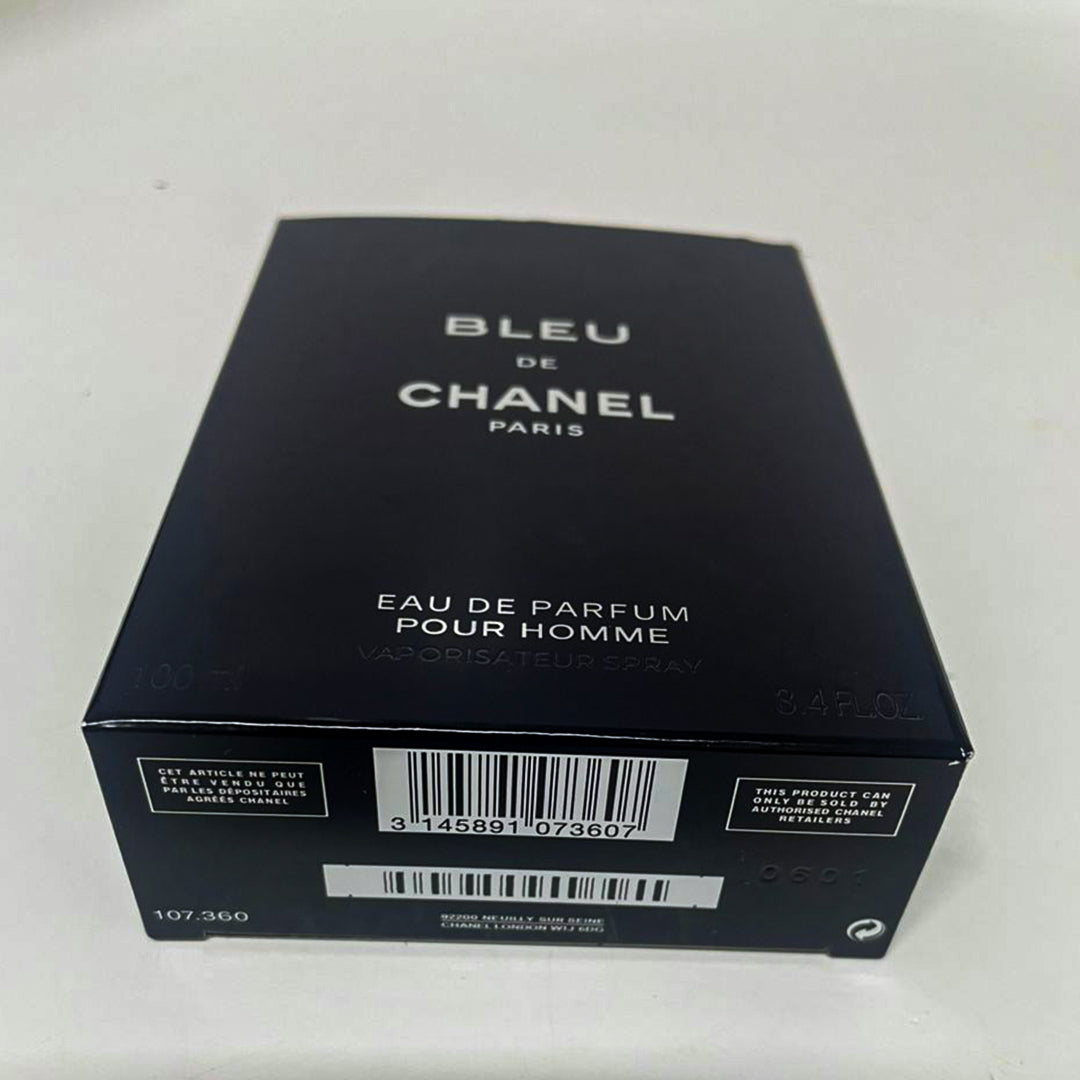 BLEU
DE
CHANEL
PARIS
EAU DE PARFUM
POUR HOMME
VAPORISATEUR SPRAY
100 ml
3.4 FL.OZ.
CET ARTICLE NE PEUT
ÊTRE VENDU QUE
PAR LES DÉPOSITAIRES
AGRÉÉS CHANEL
3 145891 073607
THIS PRODUCT CAN
ONLY BE SOLD BY
AUTHORISED CHANEL
RETAILERS
107.360
92200 NEUILLY SUR SEINE
CHANEL LONDON W1J 6DG